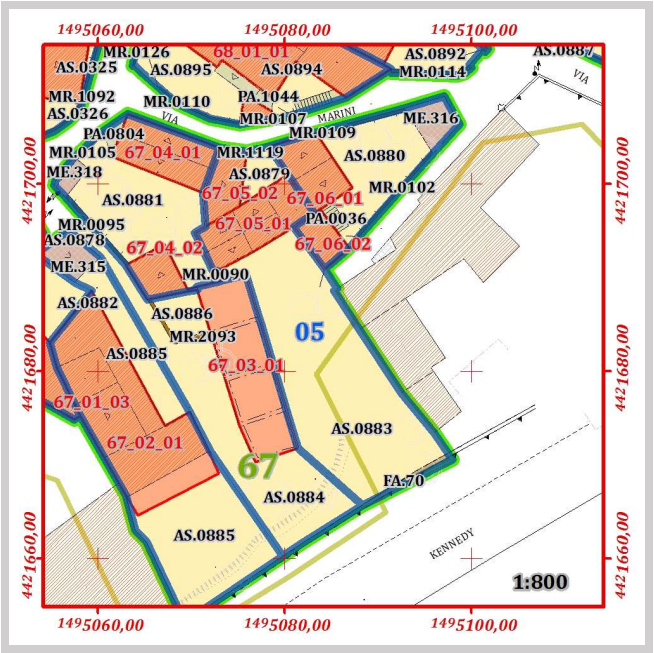 1495060,00
1495080,00
1495100,00
MR.0126
68_01_01
AS.0892
AS.0887
AS.0325
AS.0895
AS.0894
MR.0114
VIA
MR.1092
PA.1044
AS.0326
MR.0110
MR.0107
MARINI
ME.316
VIA
PA.0804
MR.0109
MR.0105
67_04_01
MR.1119
AS.0880
ME.318
AS.0879
MR.0102
4421700,00
4421700,00
AS.0881
67_05_02
67_06_01
MR.0095
67_05_01
PA.0036
AS.0878
67_04_02
67_06_02
ME.315
MR.0090
AS.0882
AS.0886
05
MR.2093
AS.0885
67_03_01
4421680,00
4421680,00
67_01_03
67_02_01
AS.0883
67
FA.70
AS.0884
AS.0885
KENNEDY
4421660,00
4421660,00
1:800
1495060,00
1495080,00
1495100,00